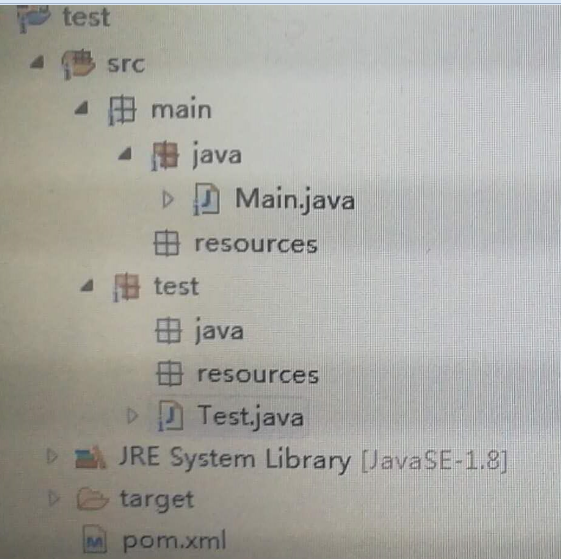 test
src
main
java
Main.java
resources
test
java
resources
Test.java
JRE System Library [JavaSE-1.8]
target
pom.xml